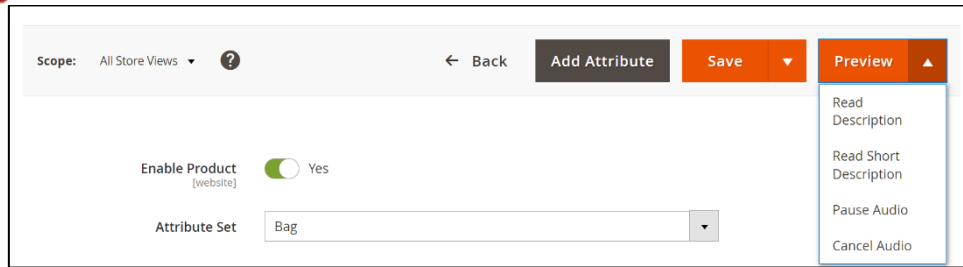 Scope: All Store Views ? ← Back Add Attribute Save Preview
Read
Description
Read Short
Description
Pause Audio
Cancel Audio
Enable Product Yes
[website]
Attribute Set Bag